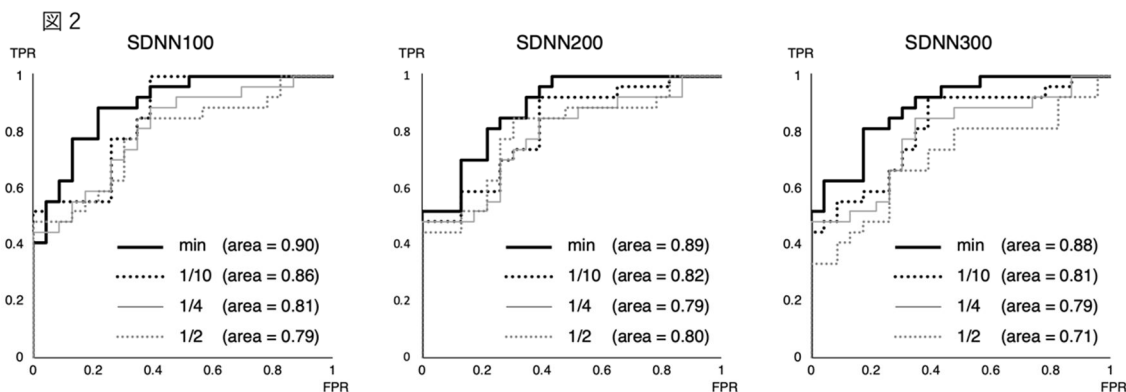 図 2
SDNN100
TPR
1
0.8
0.6
0.4
0.2
0
min (area = 0.90)
1/10 (area = 0.86)
1/4 (area = 0.81)
1/2 (area = 0.79)
0.2 0.4 0.6 0.8 1
FPR
SDNN200
TPR
1
0.8
0.6
0.4
0.2
0
min (area = 0.89)
1/10 (area = 0.82)
1/4 (area = 0.79)
1/2 (area = 0.80)
0.2 0.4 0.6 0.8 1
FPR
SDNN300
TPR
1
0.8
0.6
0.4
0.2
0
min (area = 0.88)
1/10 (area = 0.81)
1/4 (area = 0.79)
1/2 (area = 0.71)
0.2 0.4 0.6 0.8 1
FPR